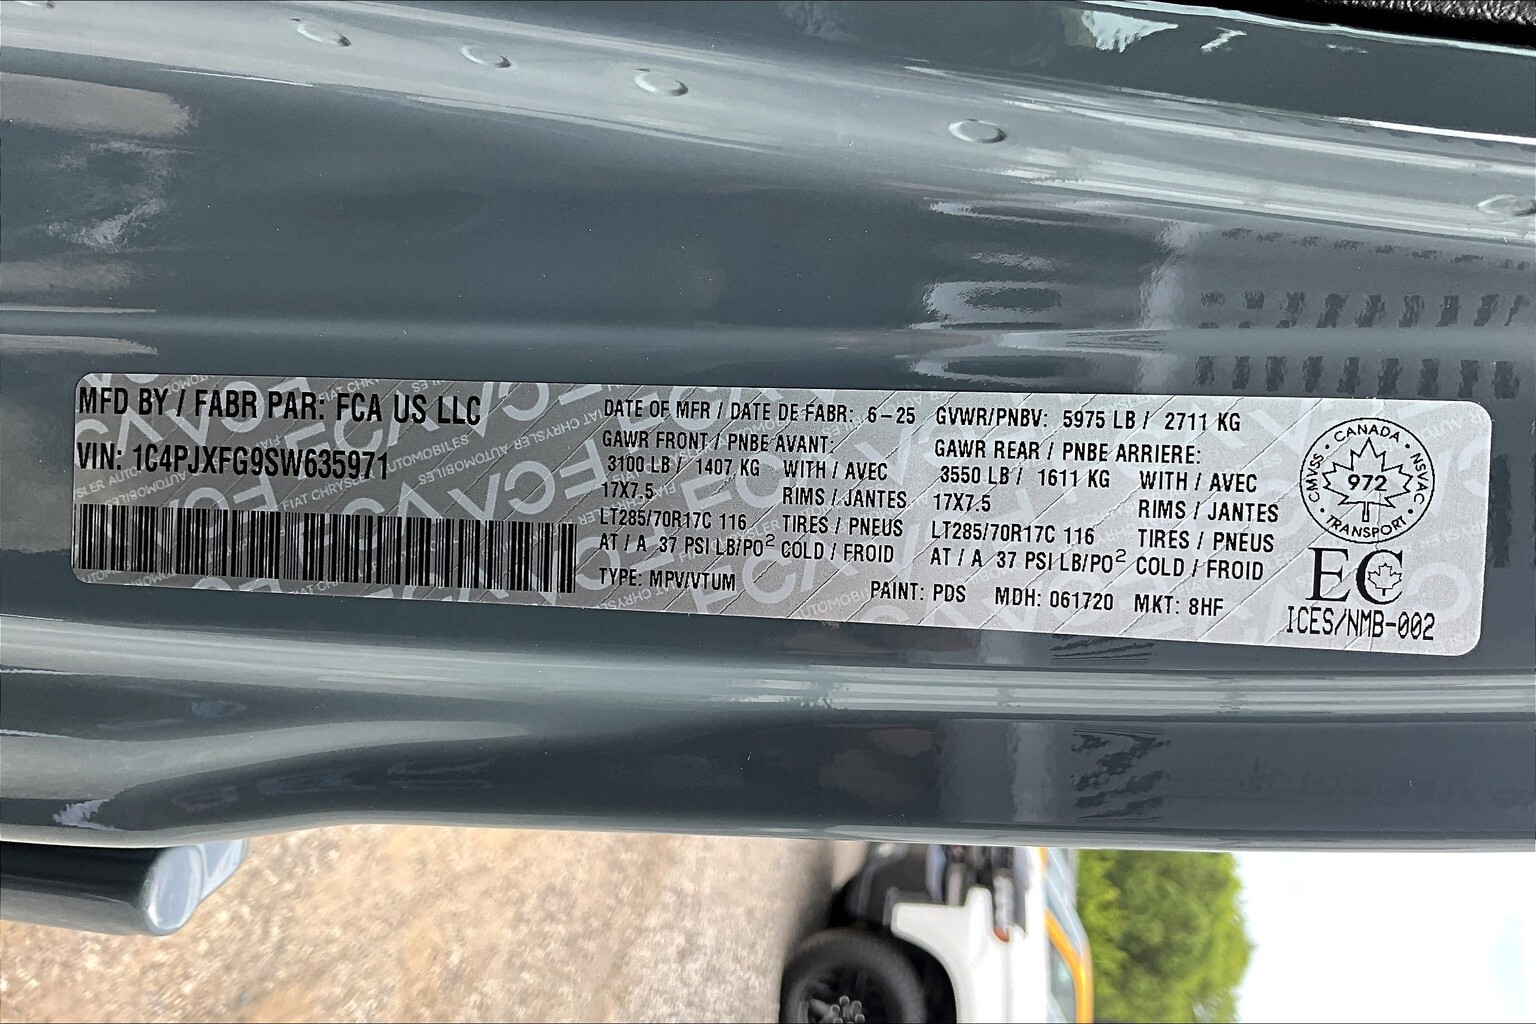 MFD BY / FABR PAR: FCA US LLC
VIN: 1C4PJXFG9SW635971
DATE OF MFR / DATE DE FABR: 6-25
GAWR FRONT / PNBE AVANT:
3100 LB / 1407 KG WITH / AVEC
17X7.5 RIMS / JANTES
LT285/70R17C 116 TIRES / PNEUS
AT / A 37 PSI LB/PO² COLD / FROID
TYPE: MPV/VTUM
GVWR/PNBV: 5975 LB / 2711 KG
GAWR REAR / PNBE ARRIERE:
3550 LB / 1611 KG WITH / AVEC
17X7.5 RIMS / JANTES
LT285/70R17C 116 TIRES / PNEUS
AT / A 37 PSI LB/PO² COLD / FROID
PAINT: PDS MDH: 061720 MKT: 8HF
CANADA
CMVSS NSVAC
972
TRANSPORT
EC
ICES/NMB-002